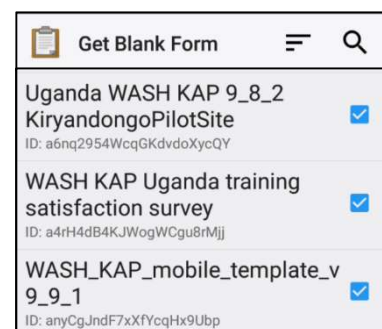 Get Blank Form
Uganda WASH KAP 9_8_2
KiryandongoPilotSite
ID: a6nq2954WcqGKdvdoXycQY
WASH KAP Uganda training
satisfaction survey
ID: a4rH4dB4KJWogWCgu8rMjj
WASH_KAP_mobile_template_v
9_9_1
ID: anyCgJndF7xXfYcqHx9Ubp